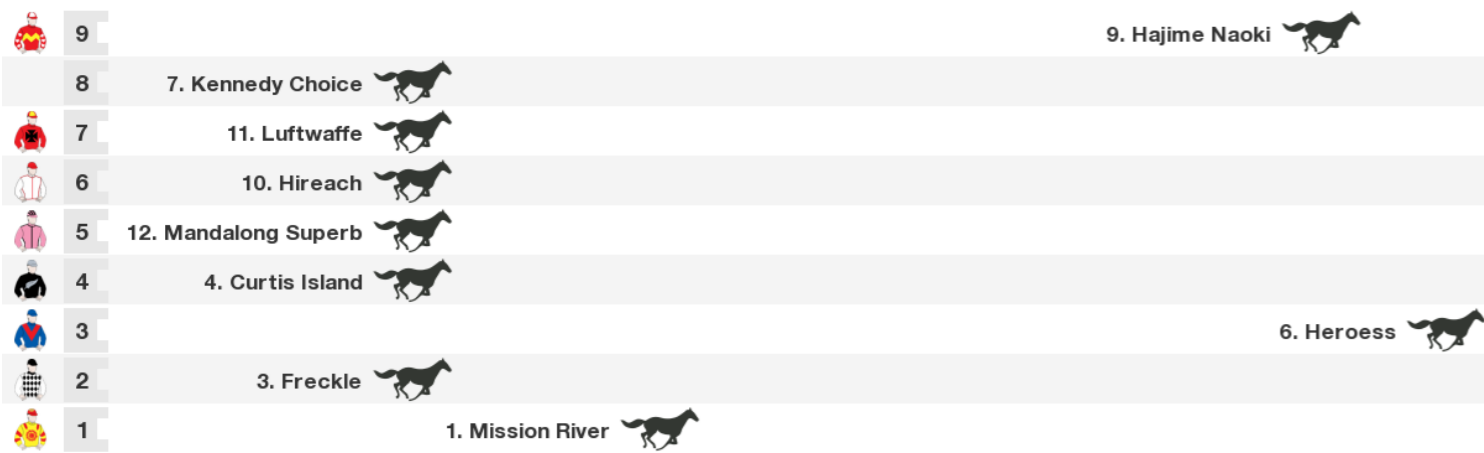 9 9. Hajime Naoki
8 7. Kennedy Choice
7 11. Luftwaffe
6 10. Hireach
5 12. Mandalong Superb
4 4. Curtis Island
3 6. Heroess
2 3. Freckle
1 1. Mission River